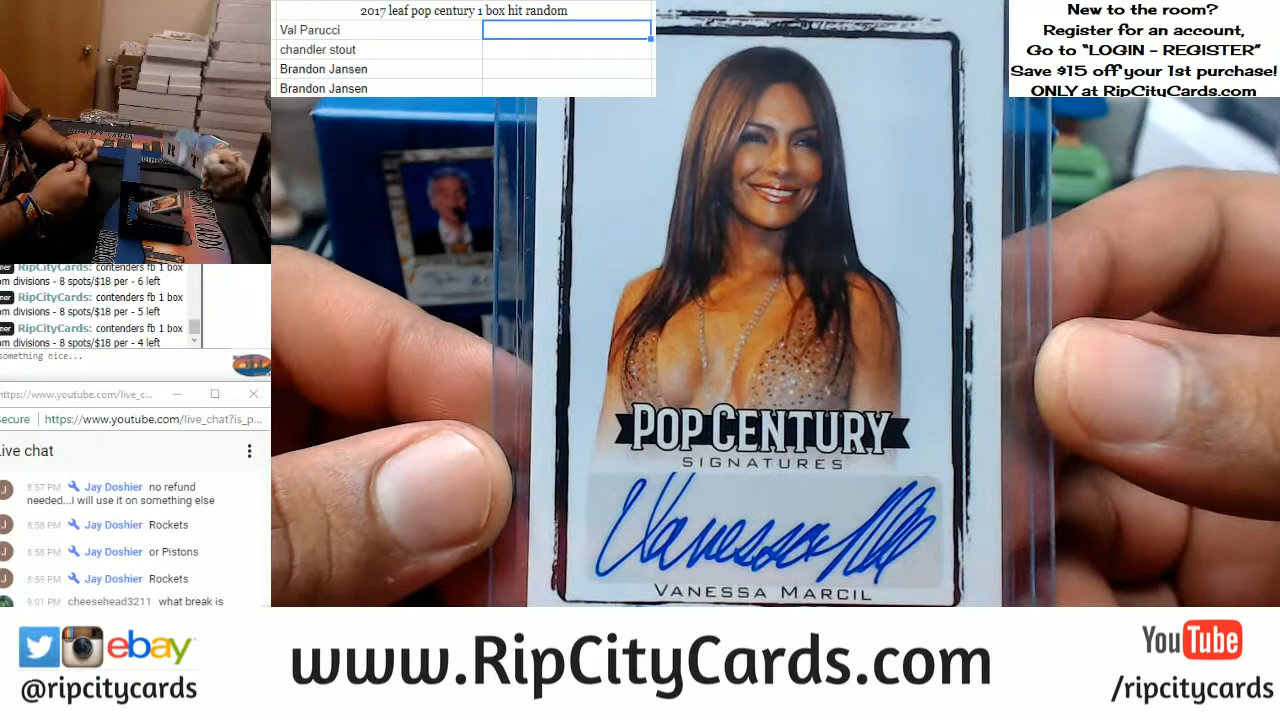 2017 leaf pop century 1 box hit random
Val Parucci
chandler stout
Brandon Jansen
Brandon Jansen
New to the room?
Register for an account,
Go to “LOGIN - REGISTER”
Save $15 off your 1st purchase!
ONLY at RipCityCards.com
RipCityCards: contenders fb 1 box
om divisions - 8 spots/$18 per - 6 left
RipCityCards: contenders fb 1 box
om divisions - 8 spots/$18 per - 5 left
RipCityCards: contenders fb 1 box
om divisions - 8 spots/$18 per - 4 left
something nice...
https://www.youtube.com/live_c...
ecure https://www.youtube.com/live_chat?is_p...
Live chat
8:57 PM Jay Doshier no refund
needed...I will use it on something else
8:58 PM Jay Doshier Rockets
8:58 PM Jay Doshier or Pistons
8:59 PM Jay Doshier Rockets
9:01 PM cheesehead3211 what break is
POP CENTURY
SIGNATURES
Vanessa
VANESSA MARCIL
ebay
@ripcitycards
www.RipCityCards.com
YouTube
/ripcitycards